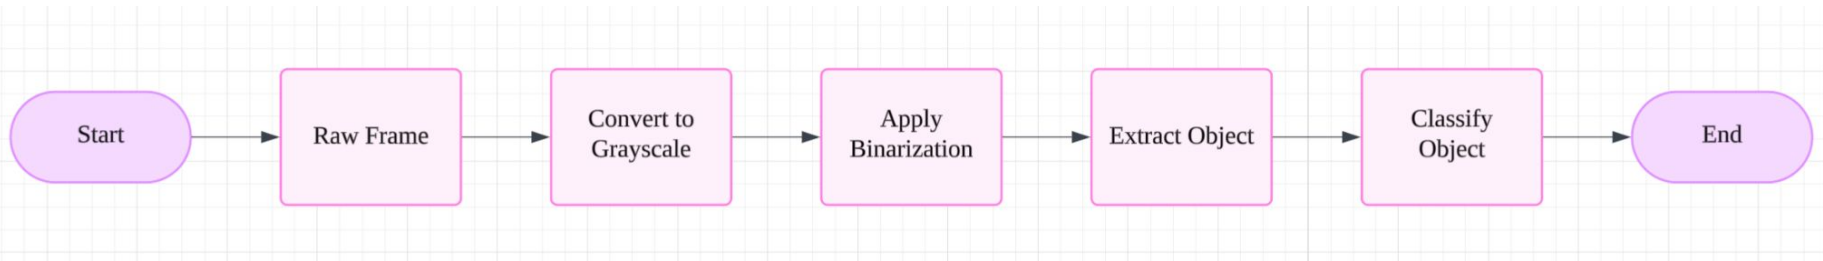 Start
Raw Frame
Convert to
Grayscale
Apply
Binarization
Extract Object
Classify
Object
End